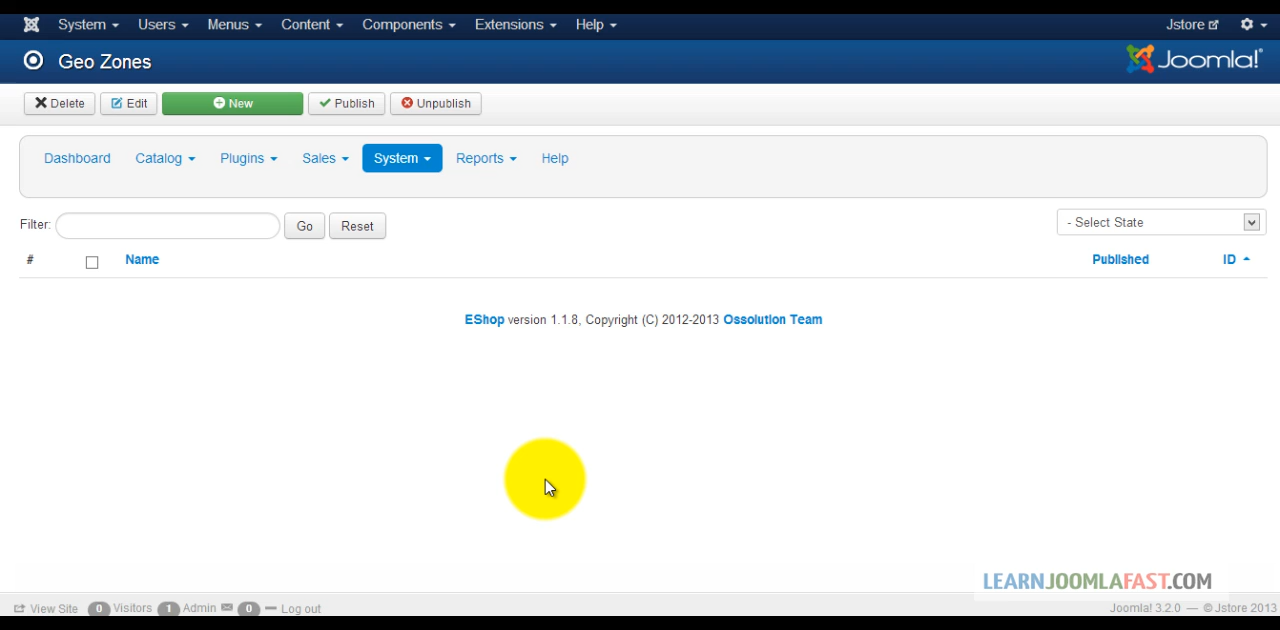 System Users Menus Content Components Extensions Help Jstore
Geo Zones Joomla!
Delete Edit New Publish Unpublish
Dashboard Catalog Plugins Sales System Reports Help
Filter: Go Reset - Select State
# Name Published ID
EShop version 1.1.8, Copyright (C) 2012-2013 Ossolution Team
LEARNJOOMLAFAST.COM
View Site 0 Visitors 1 Admin 0 Log out Joomla! 3.2.0 — © Jstore 2013